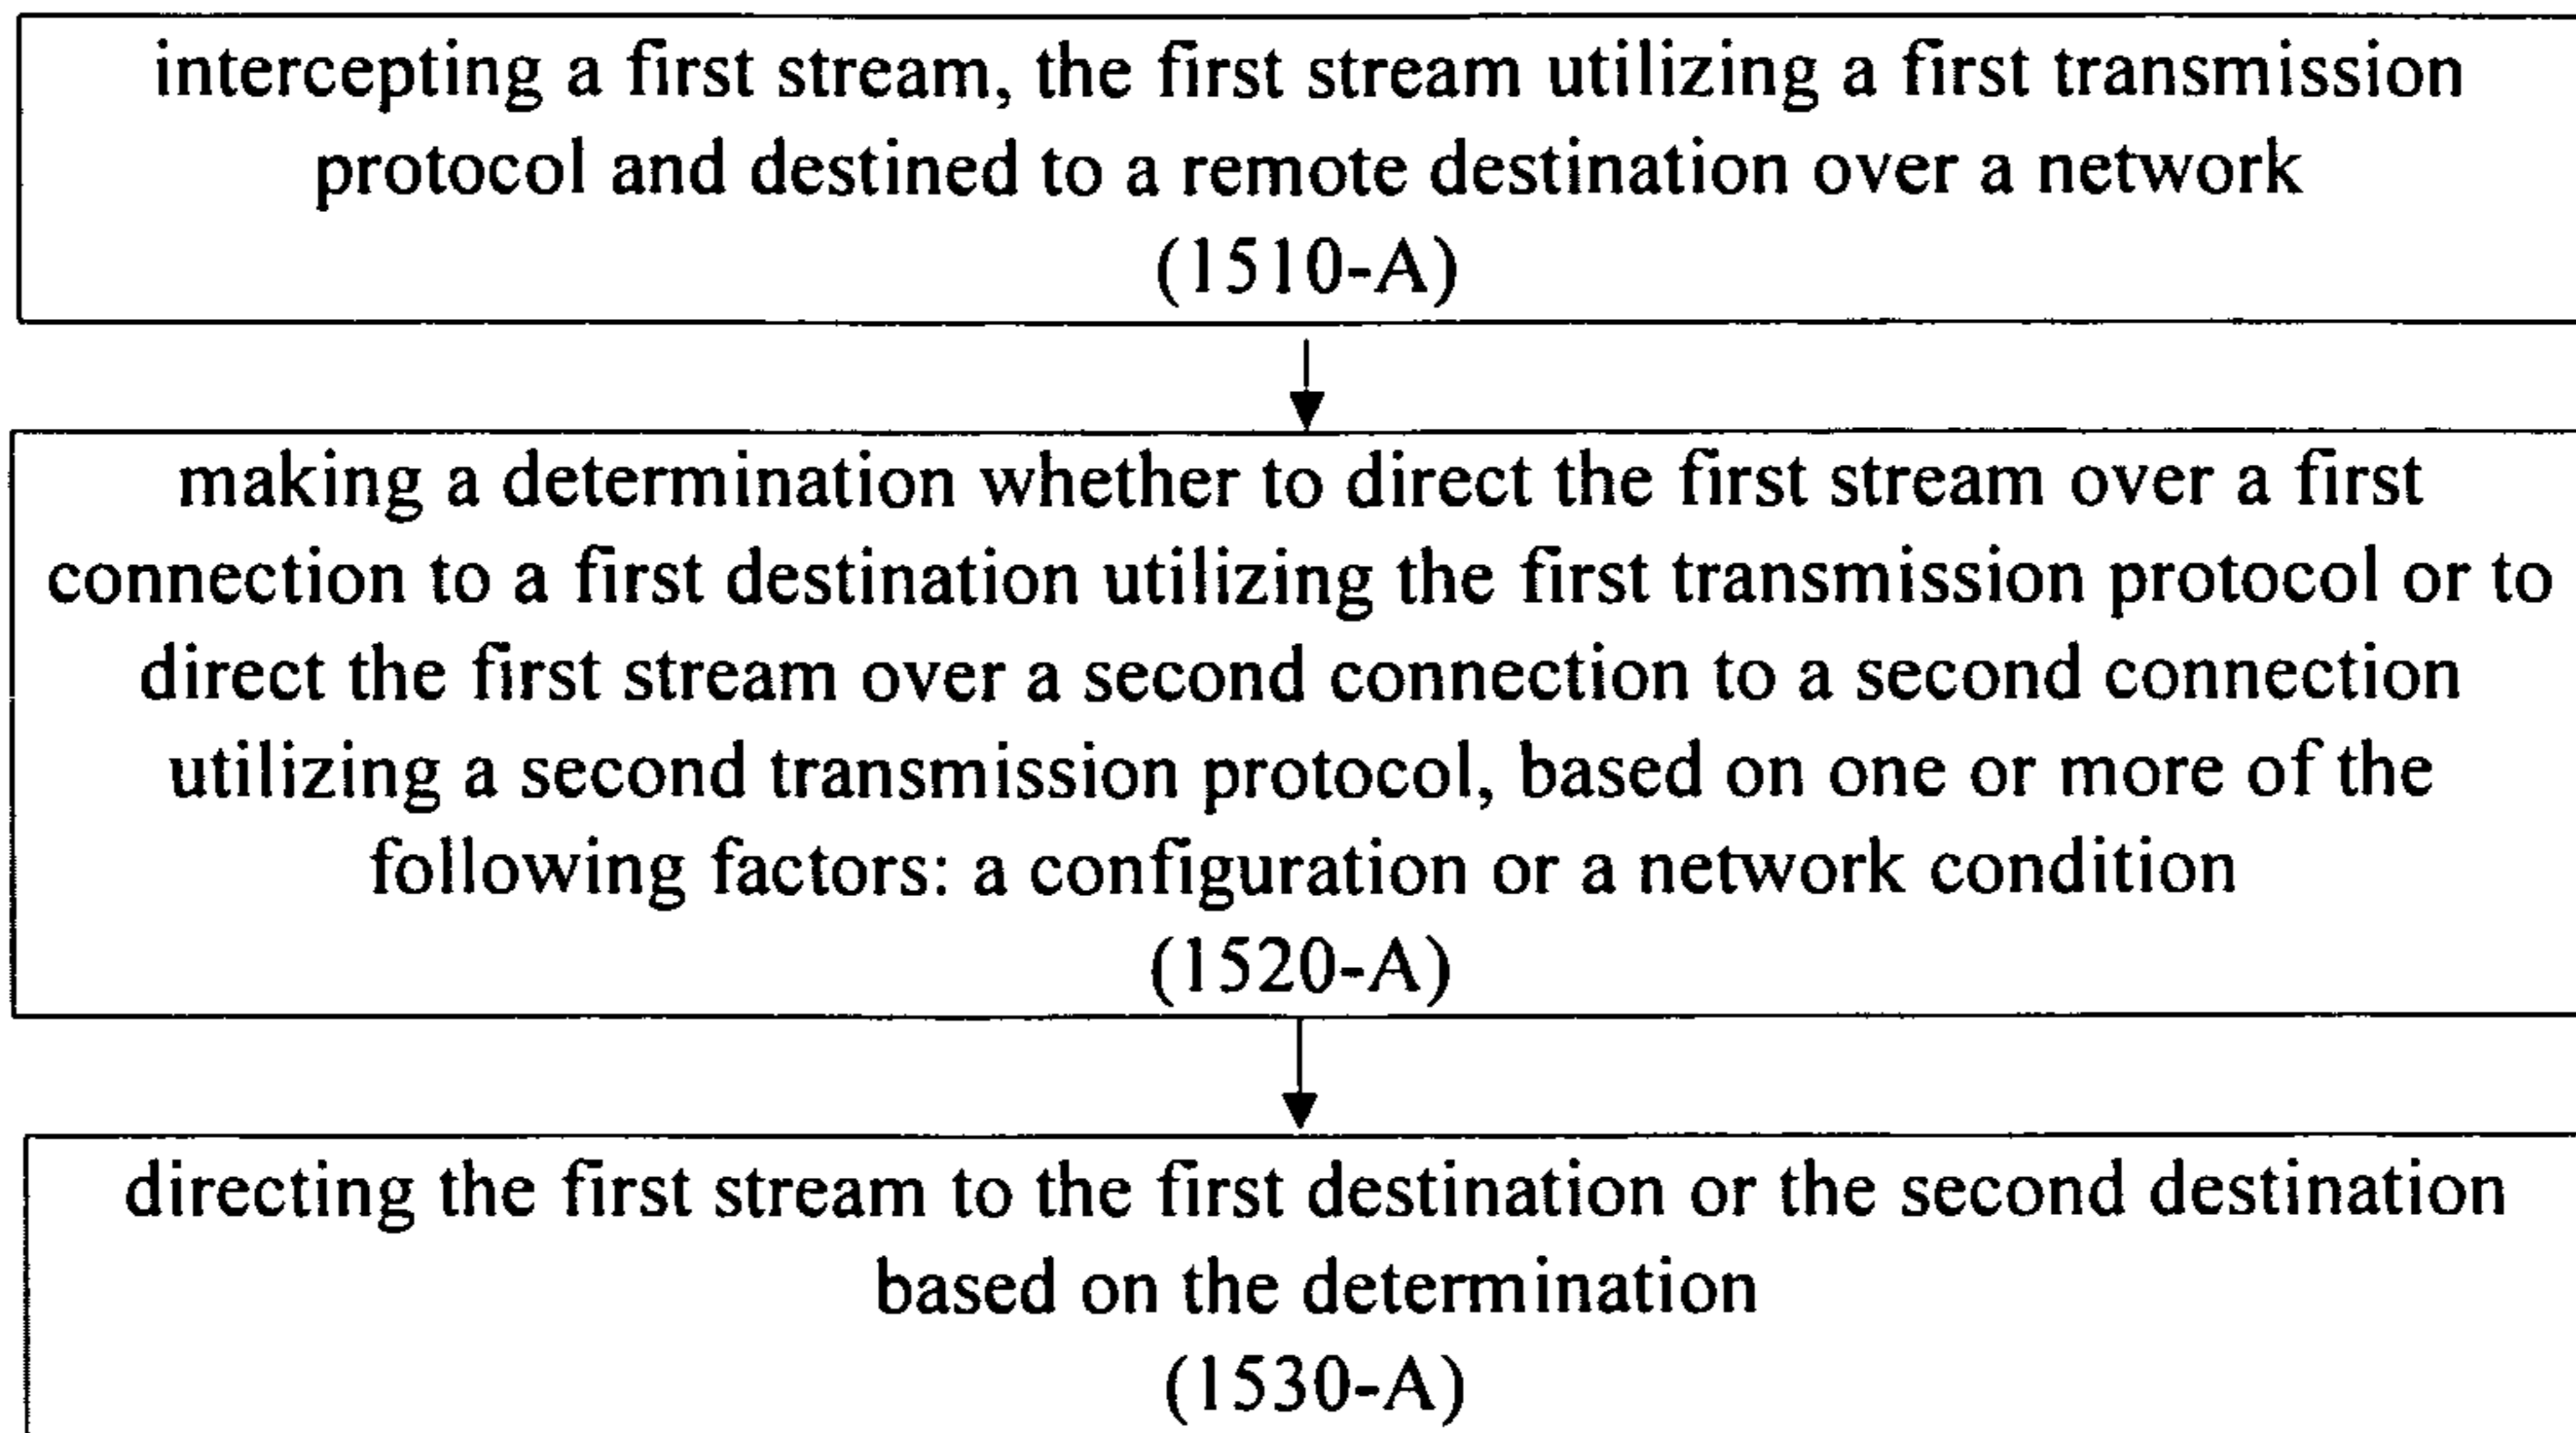 intercepting a first stream, the first stream utilizing a first transmission
protocol and destined to a remote destination over a network
(1510-A)
making a determination whether to direct the first stream over a first
connection to a first destination utilizing the first transmission protocol or to
direct the first stream over a second connection to a second connection
utilizing a second transmission protocol, based on one or more of the
following factors: a configuration or a network condition
(1520-A)
directing the first stream to the first destination or the second destination
based on the determination
(1530-A)